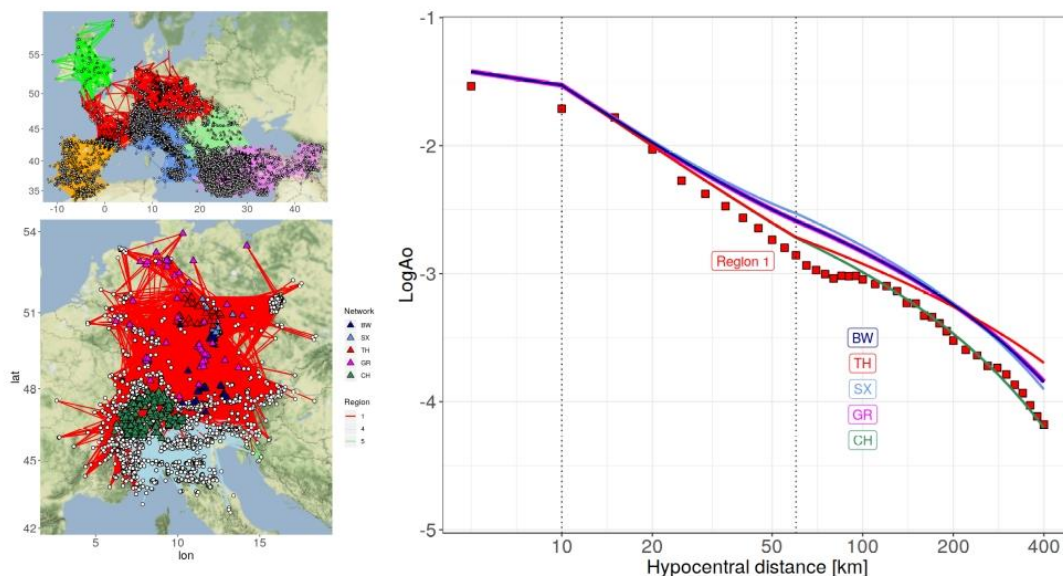 55
50
45
40
35
-10
0
10
20
30
40
54
51
48
45
42
lat
5
10
15
lon
Network
BW
SX
TH
GR
CH
Region
1
4
5
-1
-2
-3
-4
-5
LogAo
Region 1
BW
TH
SX
GR
CH
10
20
50
100
200
400
Hypocentral distance [km]